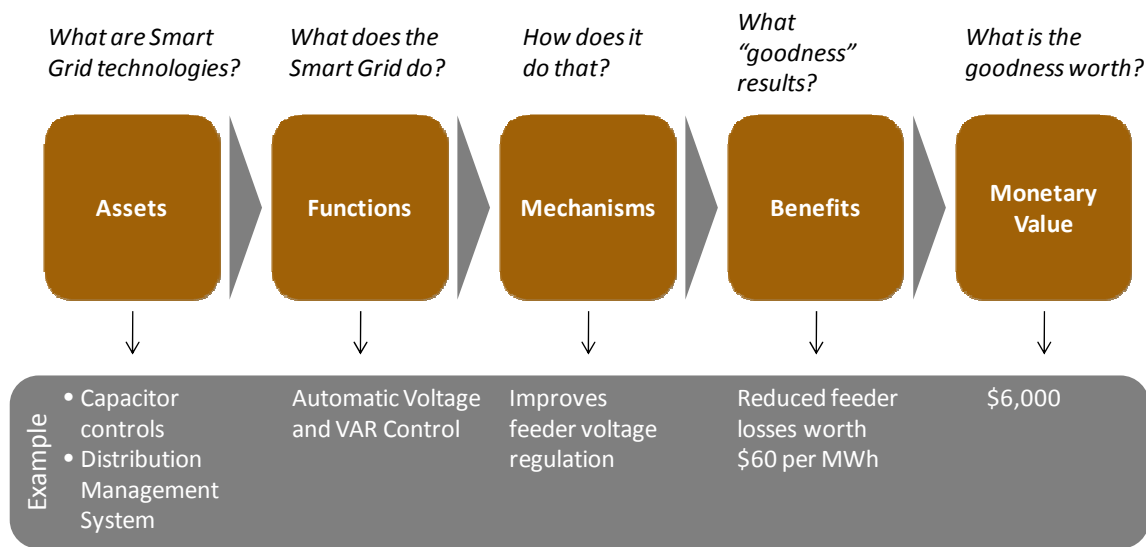 What are Smart
Grid technologies?
What does the
Smart Grid do?
How does it
do that?
What
“goodness”
results?
What is the
goodness worth?
Assets
Functions
Mechanisms
Benefits
Monetary
Value
Example
• Capacitor
controls
• Distribution
Management
System
Automatic Voltage
and VAR Control
Improves
feeder voltage
regulation
Reduced feeder
losses worth
$60 per MWh
$6,000